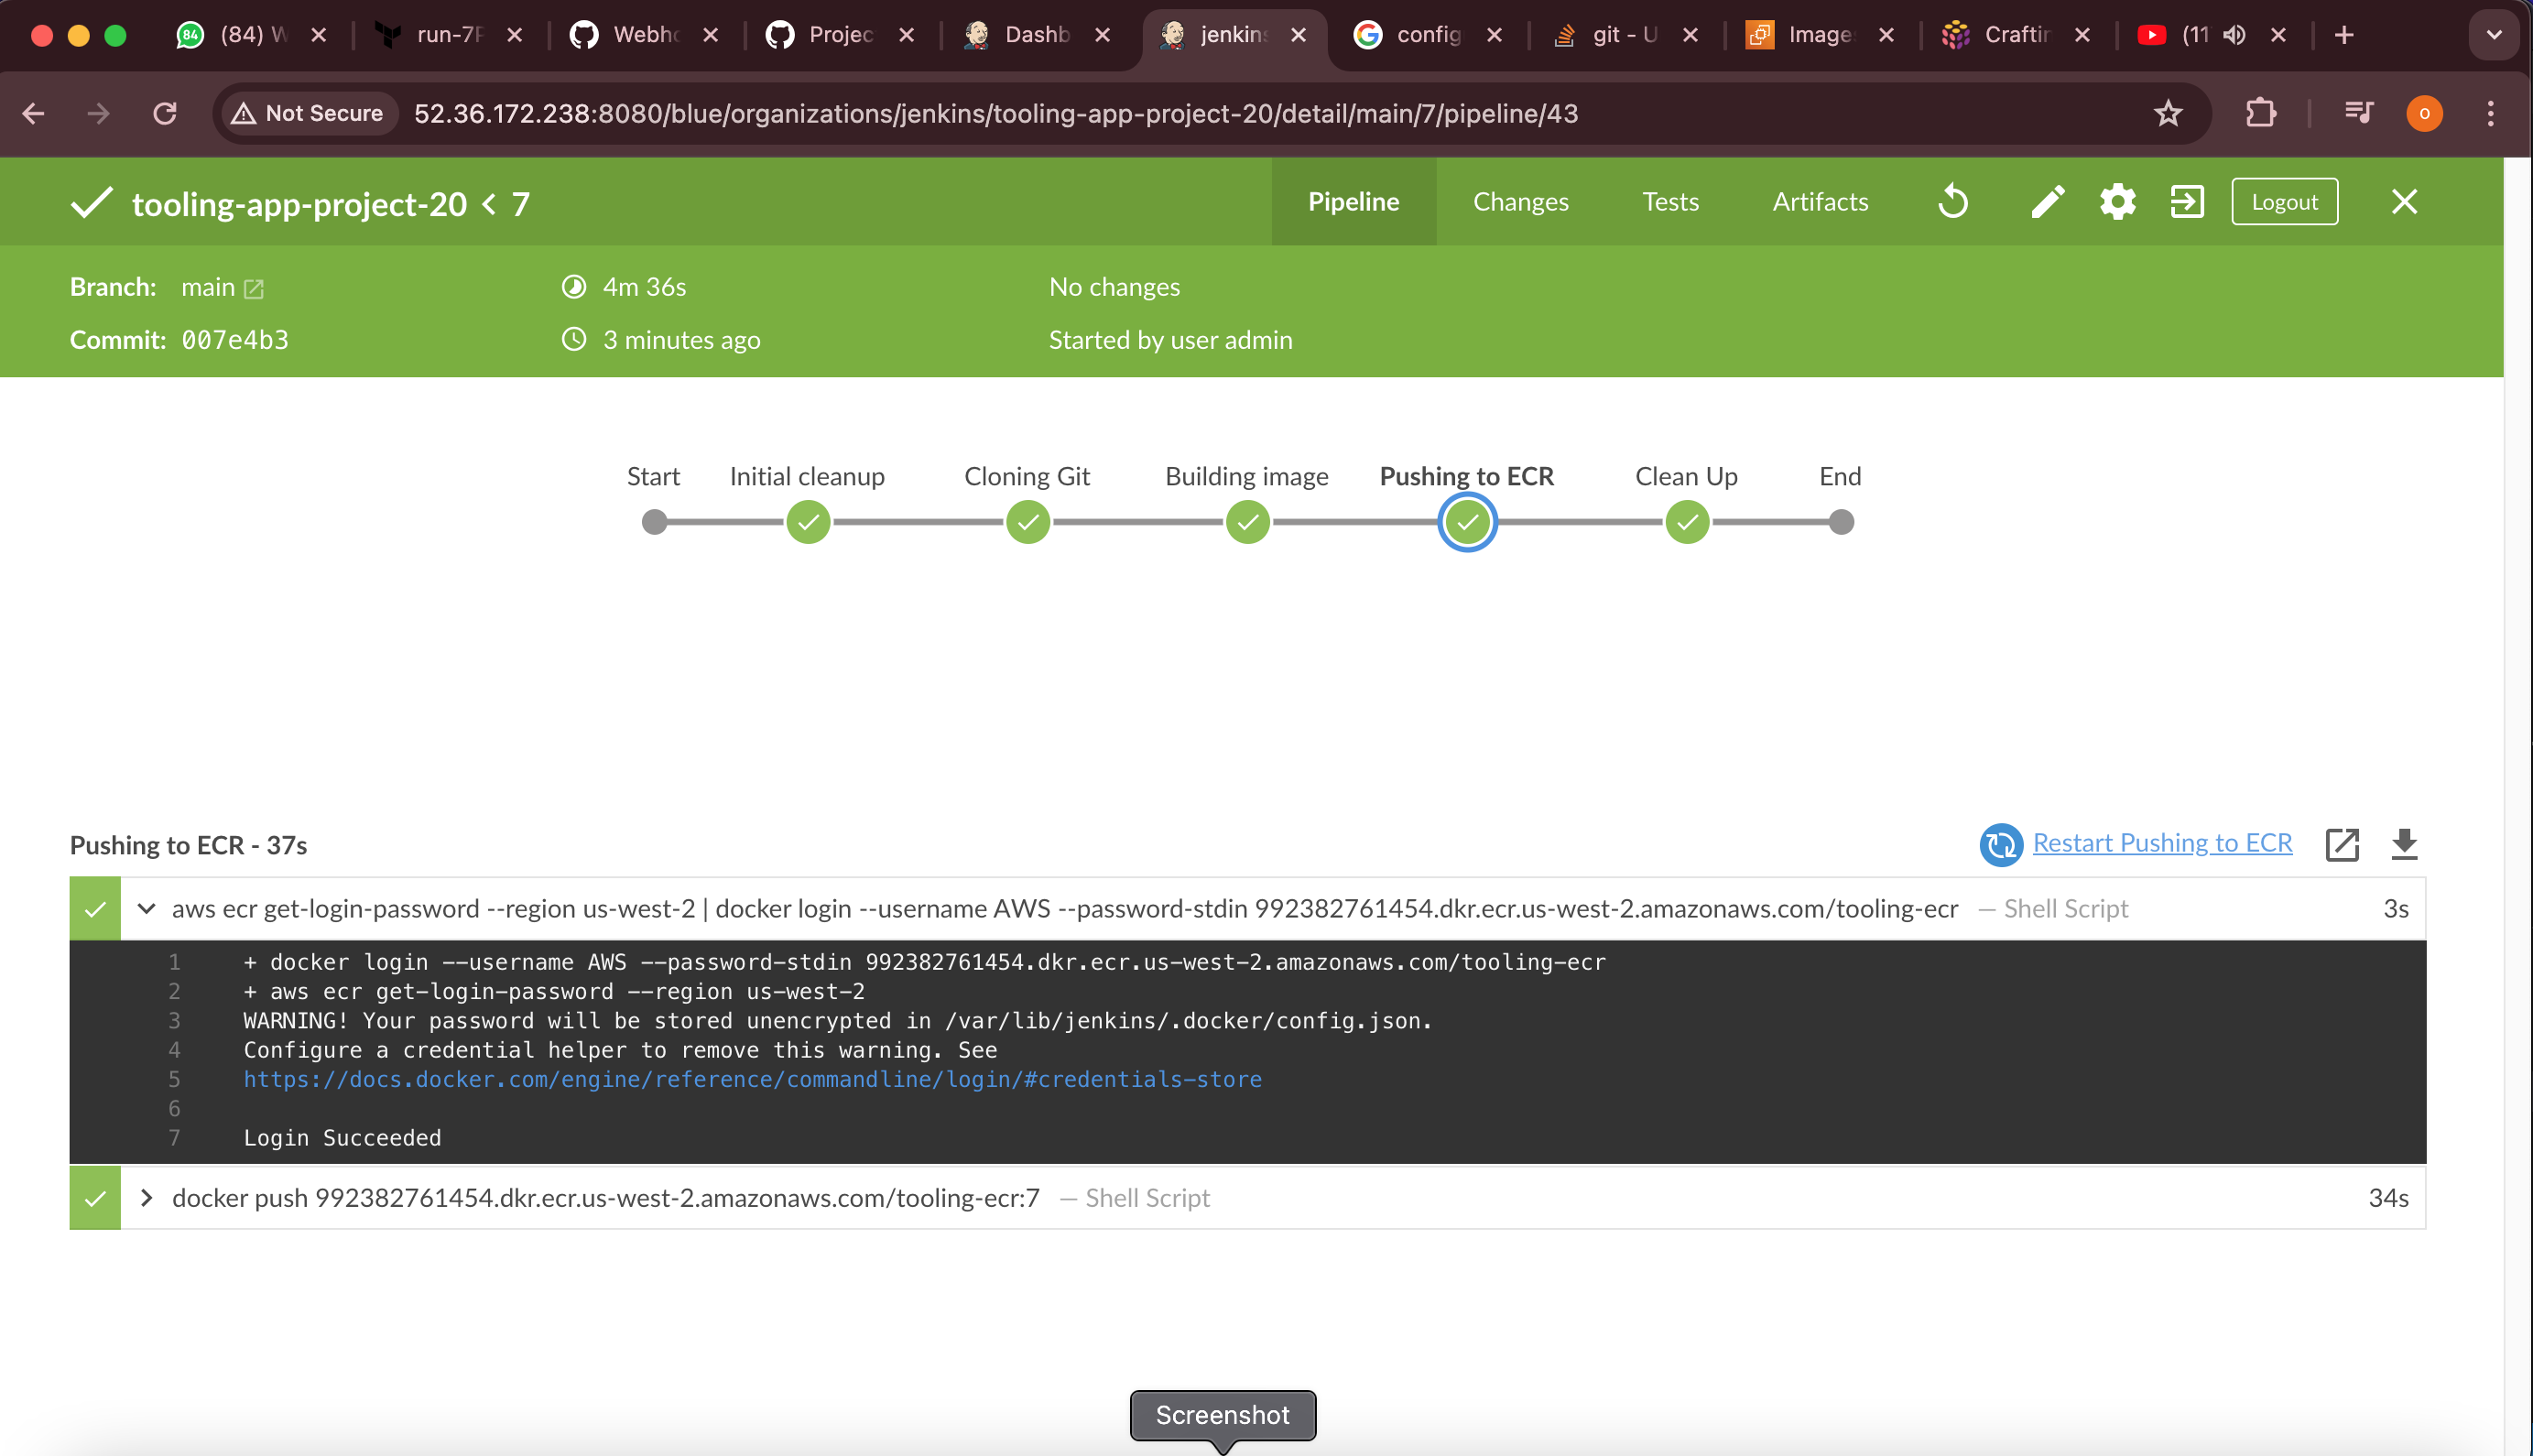 (84) W
run-7P
Webho
Projec
Dashb
jenkins
config
git - U
Images
Craftin
(11
Not Secure 52.36.172.238:8080/blue/organizations/jenkins/tooling-app-project-20/detail/main/7/pipeline/43
tooling-app-project-20 < 7
Pipeline Changes Tests Artifacts Logout
Branch: main 4m 36s No changes
Commit: 007e4b3 3 minutes ago Started by user admin
Start Initial cleanup Cloning Git Building image Pushing to ECR Clean Up End
Pushing to ECR - 37s Restart Pushing to ECR
aws ecr get-login-password --region us-west-2 | docker login --username AWS --password-stdin 992382761454.dkr.ecr.us-west-2.amazonaws.com/tooling-ecr — Shell Script 3s
1 + docker login --username AWS --password-stdin 992382761454.dkr.ecr.us-west-2.amazonaws.com/tooling-ecr
2 + aws ecr get-login-password --region us-west-2
3 WARNING! Your password will be stored unencrypted in /var/lib/jenkins/.docker/config.json.
4 Configure a credential helper to remove this warning. See
5 https://docs.docker.com/engine/reference/commandline/login/#credentials-store
6
7 Login Succeeded
docker push 992382761454.dkr.ecr.us-west-2.amazonaws.com/tooling-ecr:7 — Shell Script 34s
Screenshot